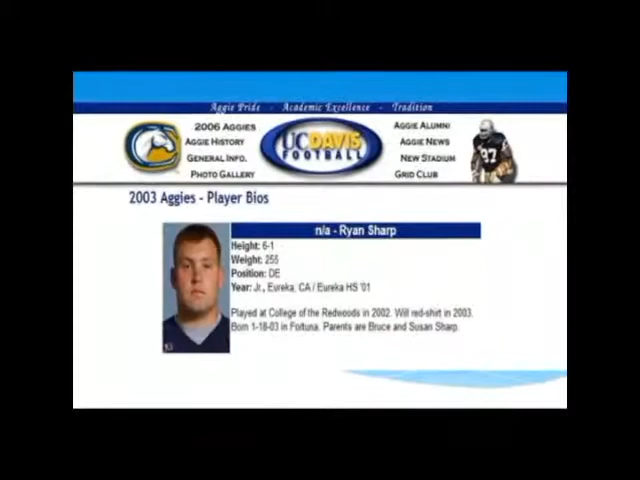 Aggie Pride - Academic Excellence - Tradition
2006 AGGIES
AGGIE HISTORY
GENERAL INFO.
PHOTO GALLERY
UC DAVIS
FOOTBALL
AGGIE ALUMNI
AGGIE NEWS
NEW STADIUM
GRID CLUB
97
2003 Aggies - Player Bios
n/a - Ryan Sharp
Height: 6-1
Weight: 255
Position: DE
Year: Jr., Eureka, CA / Eureka HS '01
Played at College of the Redwoods in 2002. Will red-shirt in 2003.
Born 1-18-03 in Fortuna. Parents are Bruce and Susan Sharp.